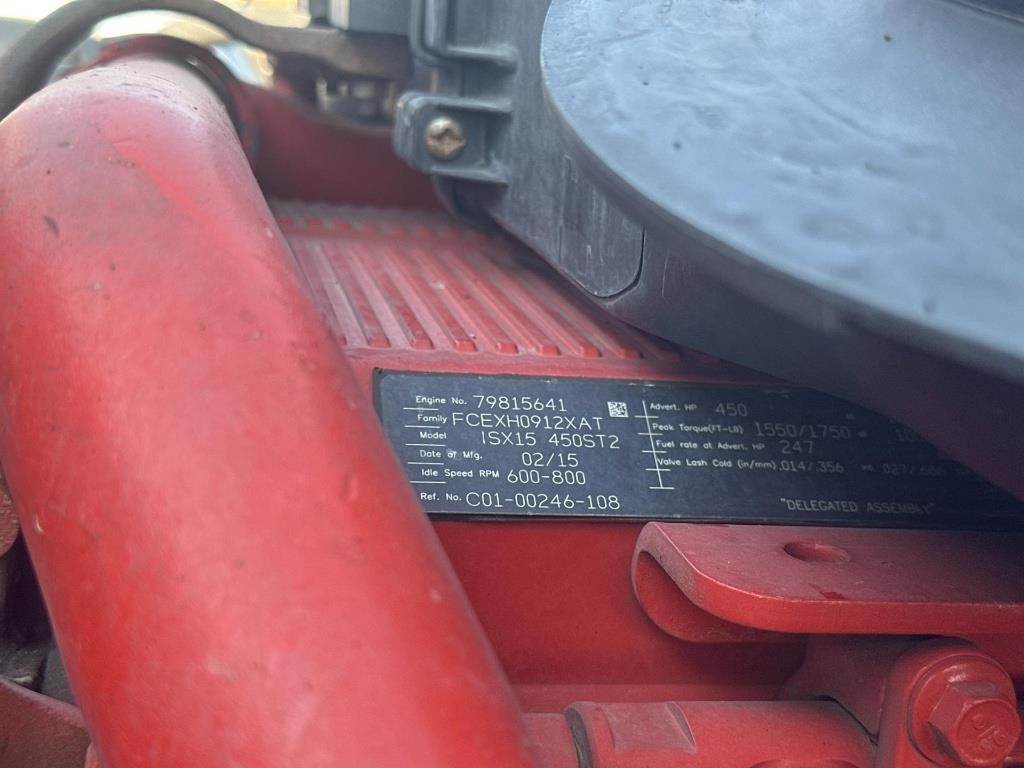 Engine No. 79815641
Family FCEXH0912XAT
Model ISX15 450ST2
Date of Mfg. 02/15
Idle Speed RPM 600-800
Ref. No. C01-00246-108
Advert. HP 450
Peak Torque(FT-LB) 1550/1750
Fuel rate at Advert. HP 247
Valve Lash Cold (in/mm) .014/.356
"DELEGATED ASSEMBLY"